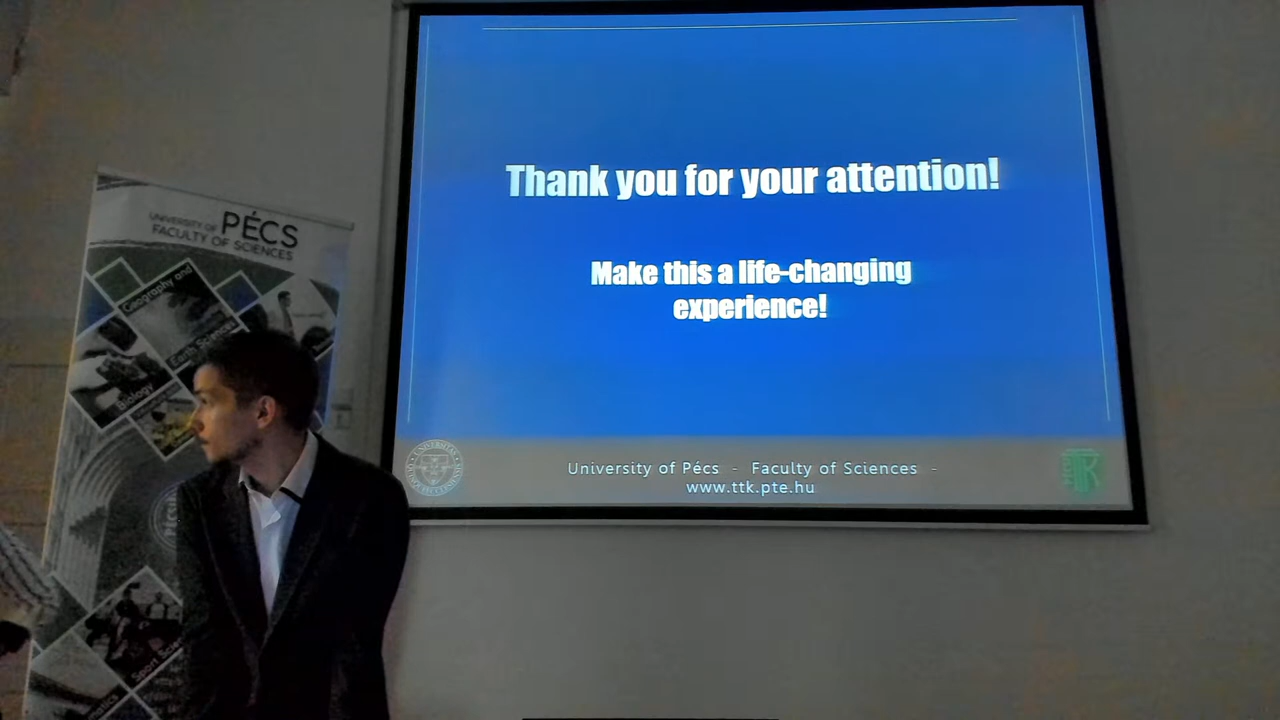 Thank you for your attention!
Make this a life-changing
experience!
University of Pécs - Faculty of Sciences -
www.ttk.pte.hu
UNIVERSITY OF PÉCS
FACULTY OF SCIENCES
Geography and
Earth Sciences
Biology
Sport